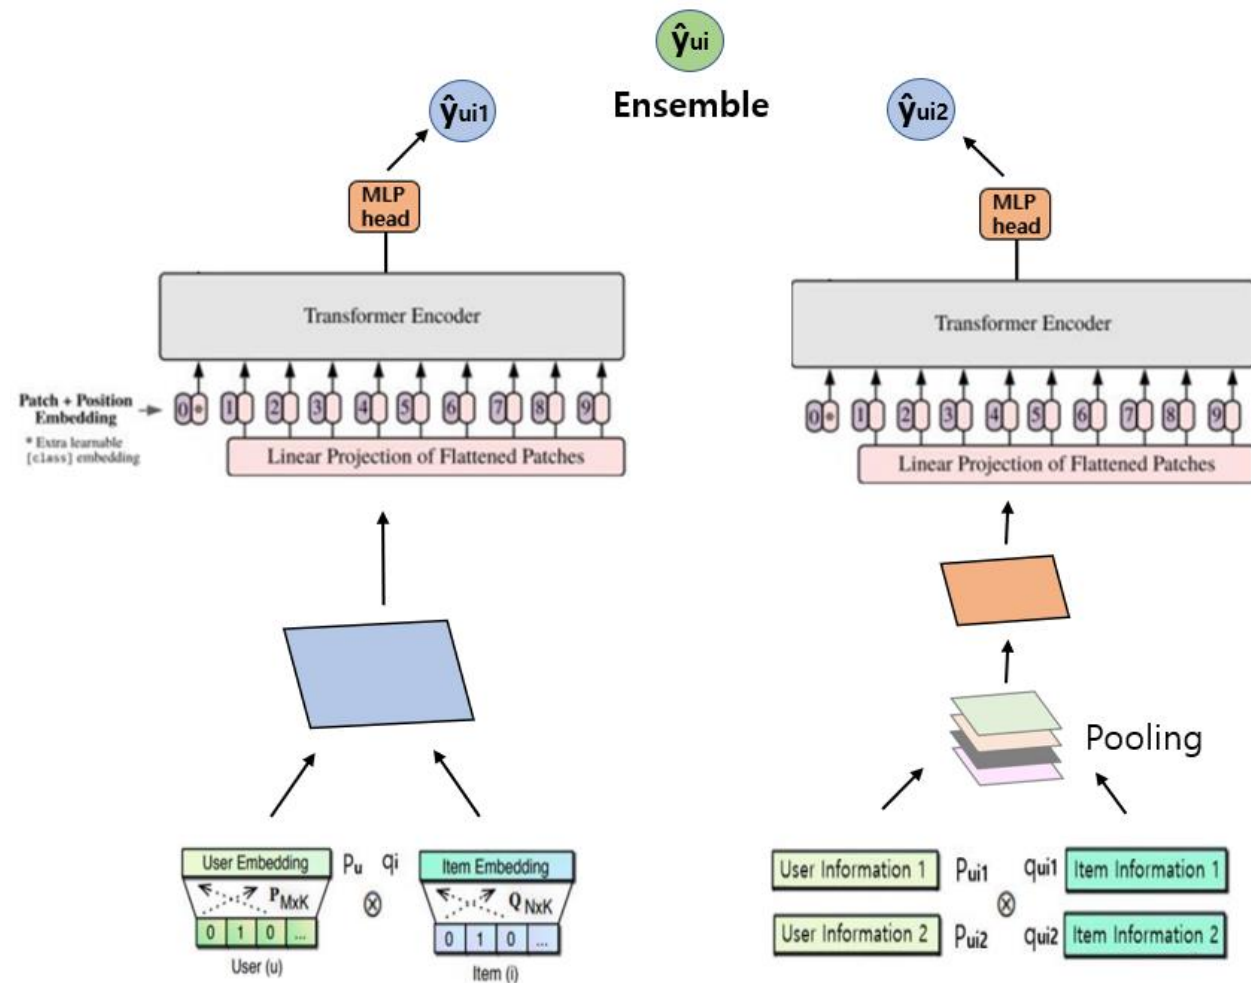 ŷui
Ensemble
ŷui1
ŷui2
MLP
head
MLP
head
Transformer Encoder
Transformer Encoder
Patch + Position
Embedding
* Extra learnable
[class] embedding
0 * 1 2 3 4 5 6 7 8 9
0 * 1 2 3 4 5 6 7 8 9
Linear Projection of Flattened Patches
Linear Projection of Flattened Patches
Pooling
User Embedding
pu qi
Item Embedding
PMxK
⊗
QNxK
0 1 0 ...
0 1 0 ...
User (u)
Item (i)
User Information 1
Pui1
qui1
Item Information 1
⊗
User Information 2
Pui2
qui2
Item Information 2